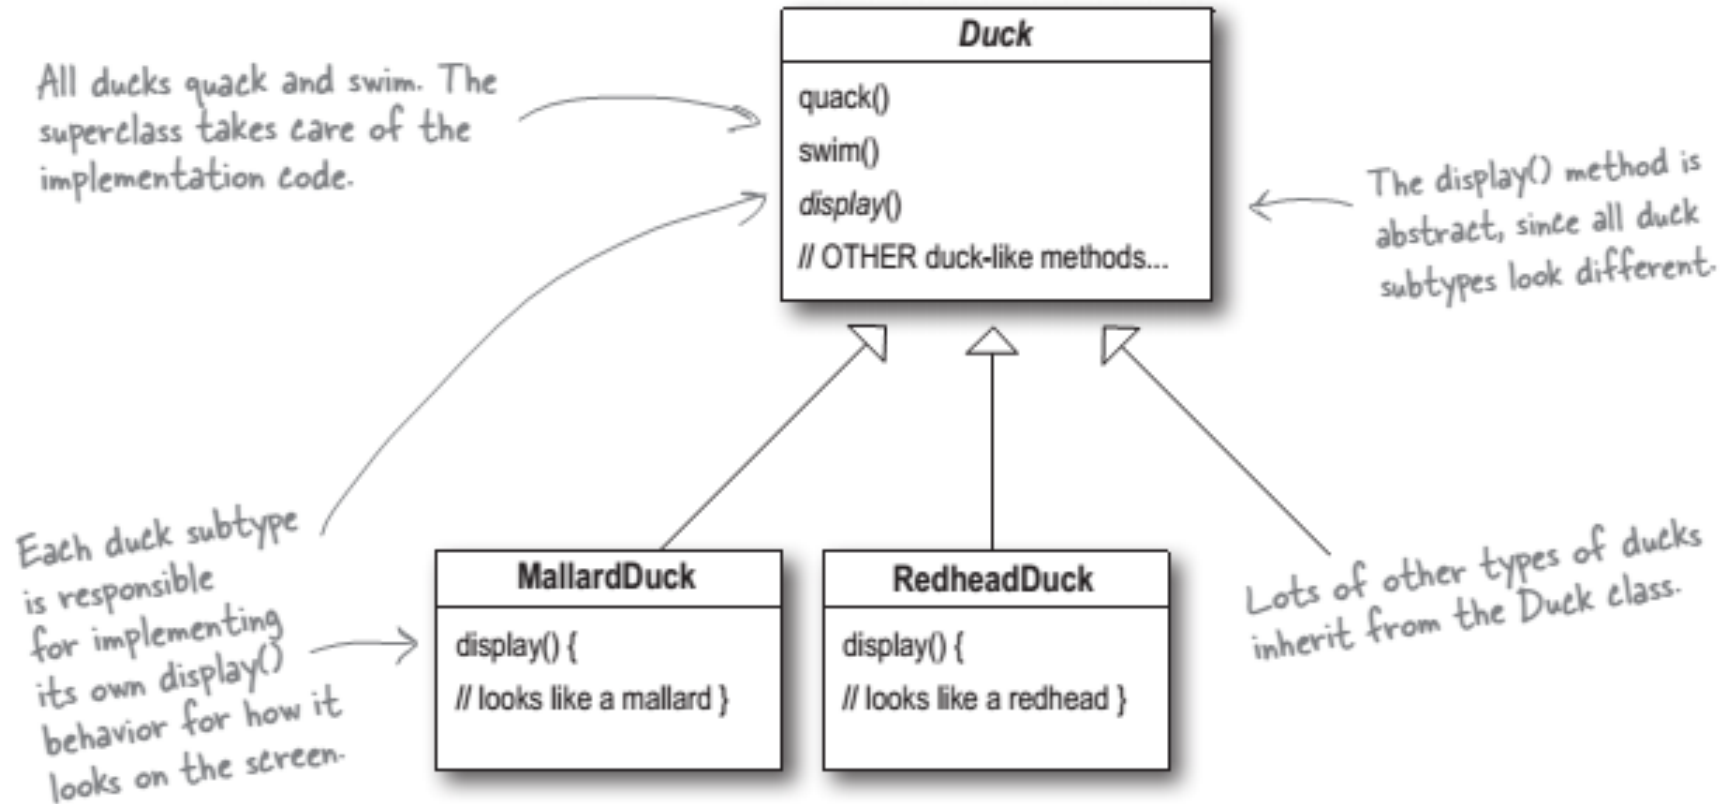 Duck
quack()
swim()
display()
// OTHER duck-like methods...
All ducks quack and swim. The
superclass takes care of the
implementation code.
The display() method is
abstract, since all duck
subtypes look different.
Each duck subtype
is responsible
for implementing
its own display()
behavior for how it
looks on the screen.
MallardDuck
display() {
// looks like a mallard }
RedheadDuck
display() {
// looks like a redhead }
Lots of other types of ducks
inherit from the Duck class.